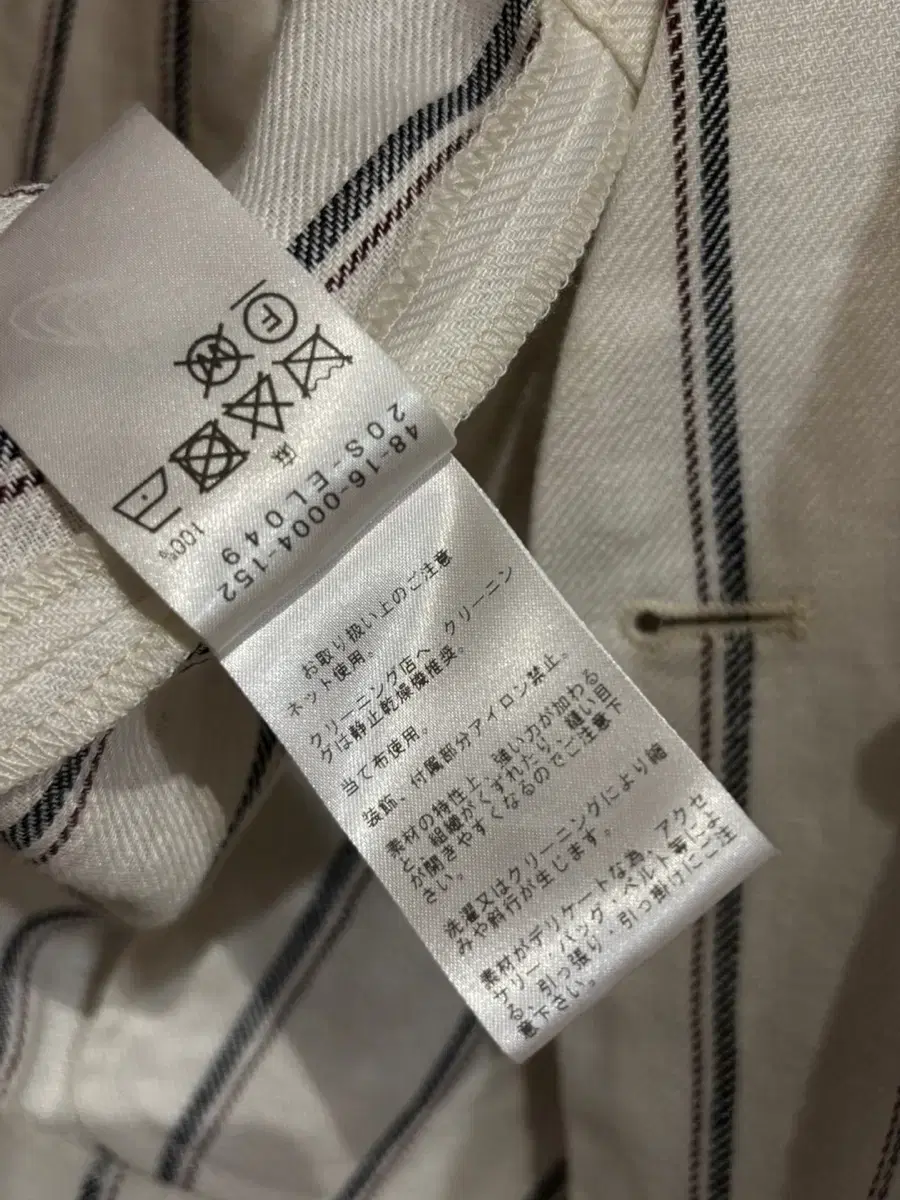 48-16-0004-152
20S-EL049
麻
100%
お取り扱い上のご注意
ネット使用。
クリーニング店へ クリーニン
グは静止乾燥機推奨。
当て布使用。
装飾、付属部分アイロン禁止。
素材の特性上、強い力が加わる
と、組織がくずれたり、縫い目
が開きやすくなるのでご注意下
さい。
洗濯又はクリーニングにより縮
みや斜行が生じます。
素材がデリケートな為、アクセ
サリー・バッグ・ベルト等によ
る、引っ張り・引っ掛けにご注
意下さい。